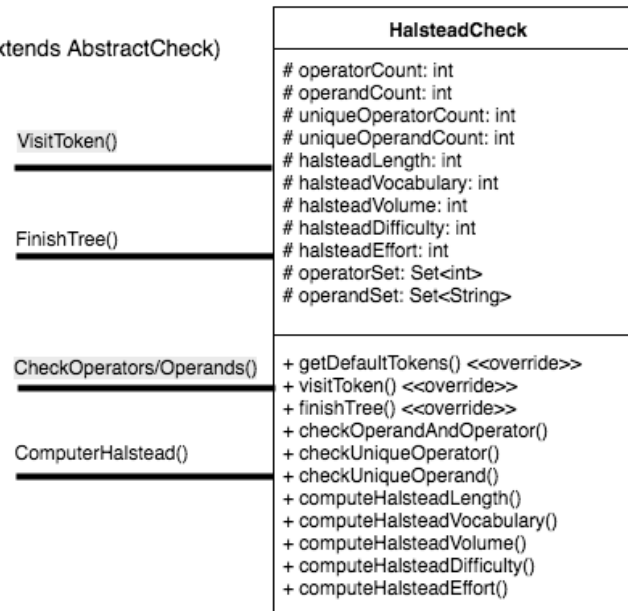 xtends AbstractCheck)
VisitToken()
FinishTree()
CheckOperators/Operands()
ComputerHalstead()
HalsteadCheck
# operatorCount: int
# operandCount: int
# uniqueOperatorCount: int
# uniqueOperandCount: int
# halsteadLength: int
# halsteadVocabulary: int
# halsteadVolume: int
# halsteadDifficulty: int
# halsteadEffort: int
# operatorSet: Set<int>
# operandSet: Set<String>
+ getDefaultTokens() <<override>>
+ visitToken() <<override>>
+ finishTree() <<override>>
+ checkOperandAndOperator()
+ checkUniqueOperator()
+ checkUniqueOperand()
+ computeHalsteadLength()
+ computeHalsteadVocabulary()
+ computeHalsteadVolume()
+ computeHalsteadDifficulty()
+ computeHalsteadEffort()